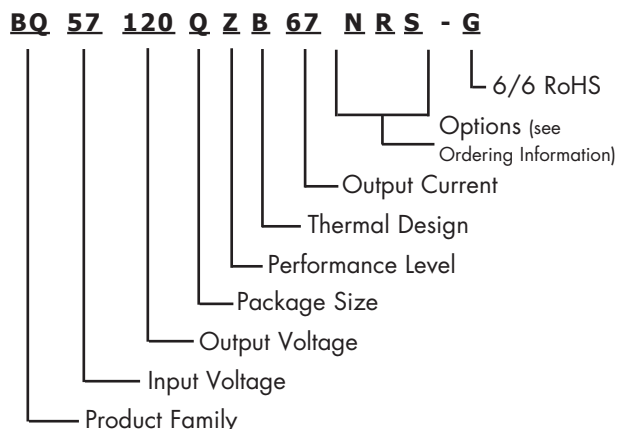 BQ 57 120 Q Z B 67 N R S - G
6/6 RoHS
Options (see
Ordering Information)
Output Current
Thermal Design
Performance Level
Package Size
Output Voltage
Input Voltage
Product Family